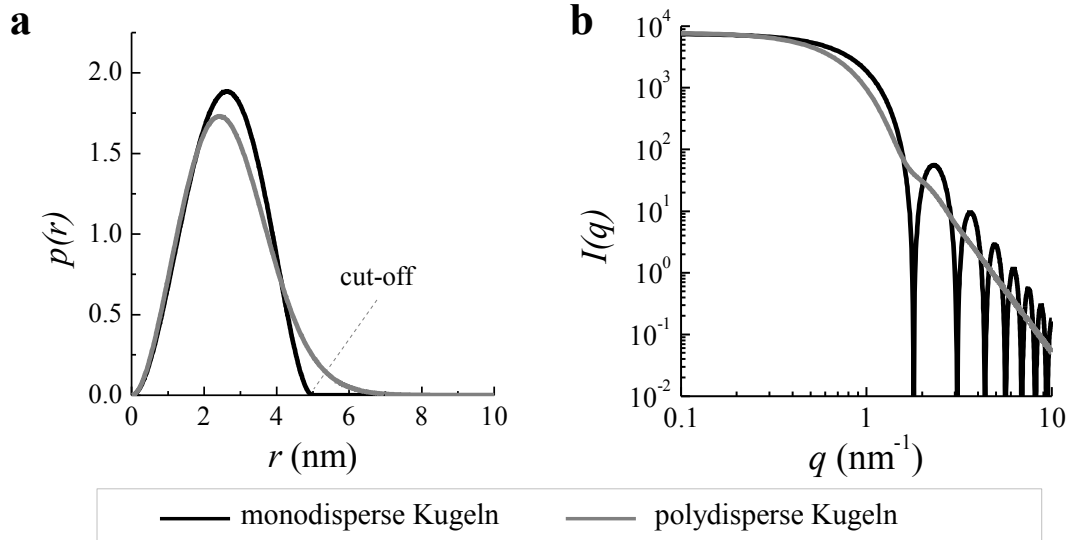 a
p(r)
2.0
1.5
1.0
0.5
0.0
cut-off
0 2 4 6 8 10
r (nm)
b
I(q)
10^4
10^3
10^2
10^1
10^0
10^-1
10^-2
0.1 1 10
q (nm^-1)
monodisperse Kugeln polydisperse Kugeln